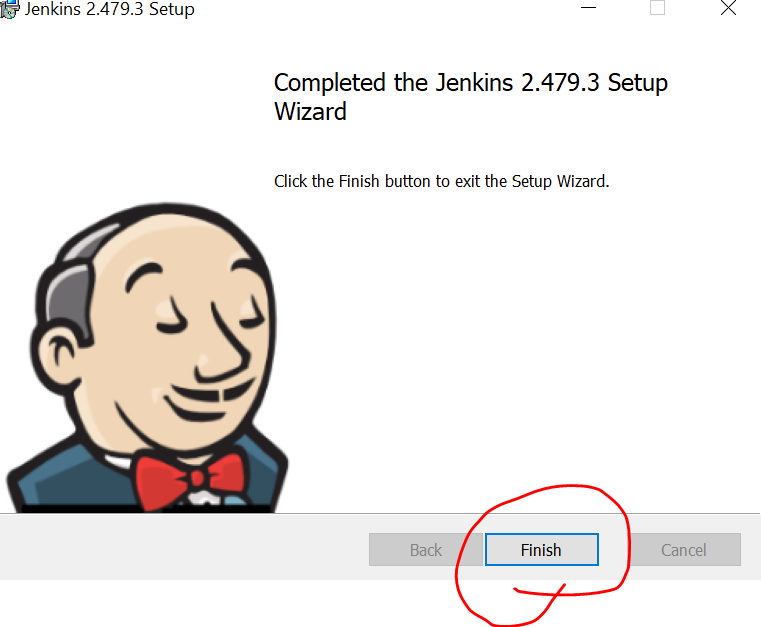 Jenkins 2.479.3 Setup
Completed the Jenkins 2.479.3 Setup
Wizard
Click the Finish button to exit the Setup Wizard.
Back
Finish
Cancel